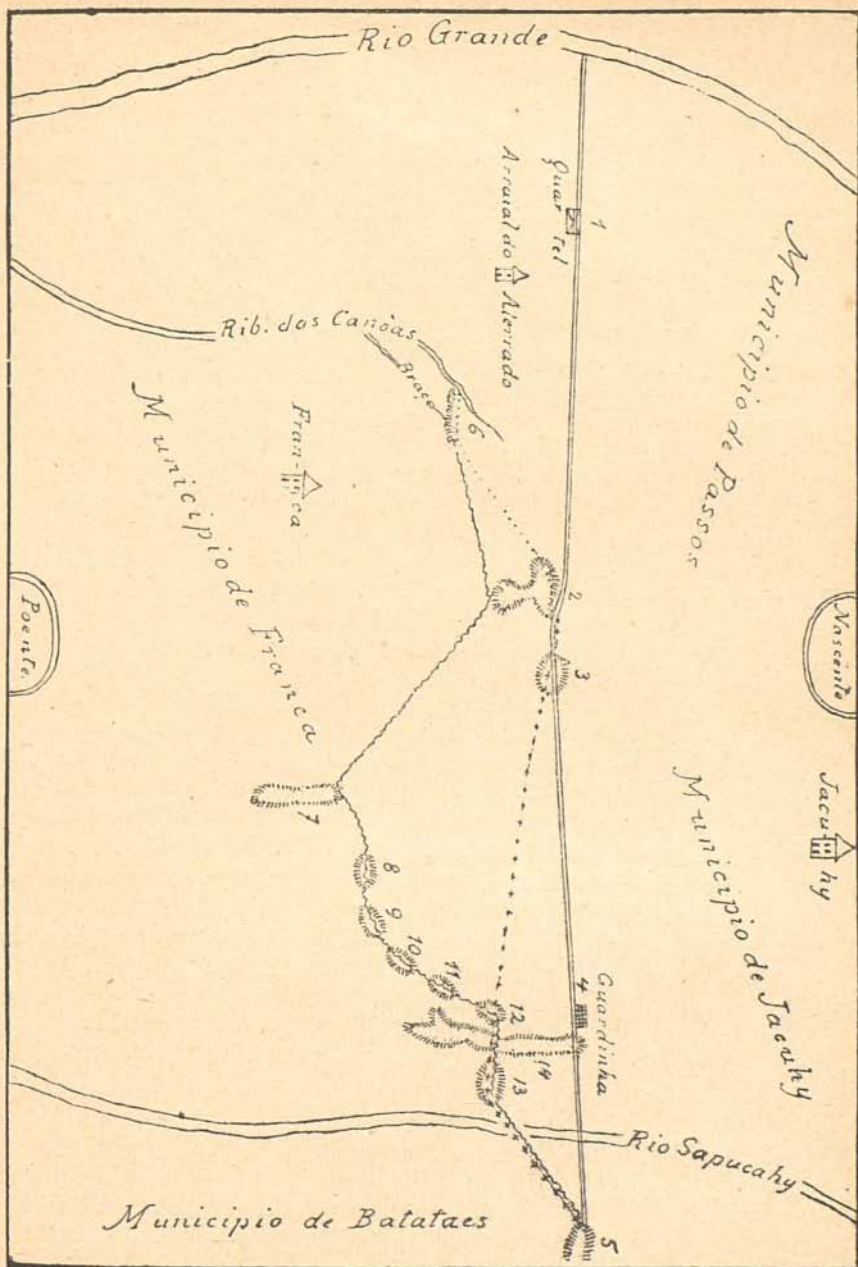 Rio Grande
1
Quartel
Arraial do Aterrado
Municipio de Passos
Rib. das Canôas
Braço
6
Fran-ca
Municipio de Franca
2
3
Poente.
Nascente
Jacuhy
Municipio de Jacuhy
7
8
9
10
11
12
4
Guardinha
14
13
Rio Sapucahy
Municipio de Batataes
5